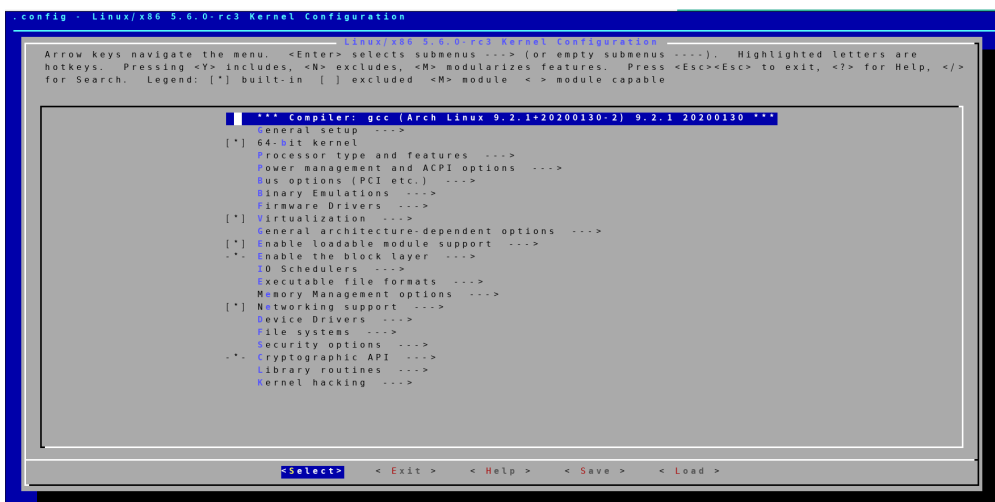 .config - Linux/x86 5.6.0-rc3 Kernel Configuration
Linux/x86 5.6.0-rc3 Kernel Configuration
Arrow keys navigate the menu.  <Enter> selects submenus ---> (or empty submenus ----).  Highlighted letters are
hotkeys.  Pressing <Y> includes, <N> excludes, <M> modularizes features.  Press <Esc><Esc> to exit, <?> for Help, </>
for Search.  Legend: [*] built-in  [ ] excluded  <M> module  < > module capable
*** Compiler: gcc (Arch Linux 9.2.1+20200130-2) 9.2.1 20200130 ***
General setup  --->
[*] 64-bit kernel
Processor type and features  --->
Power management and ACPI options  --->
Bus options (PCI etc.)  --->
Binary Emulations  --->
Firmware Drivers  --->
[*] Virtualization  --->
General architecture-dependent options  --->
[*] Enable loadable module support  --->
-*- Enable the block layer  --->
IO Schedulers  --->
Executable file formats  --->
Memory Management options  --->
[*] Networking support  --->
Device Drivers  --->
File systems  --->
Security options  --->
-*- Cryptographic API  --->
Library routines  --->
Kernel hacking  --->
<Select>    < Exit >    < Help >    < Save >    < Load >